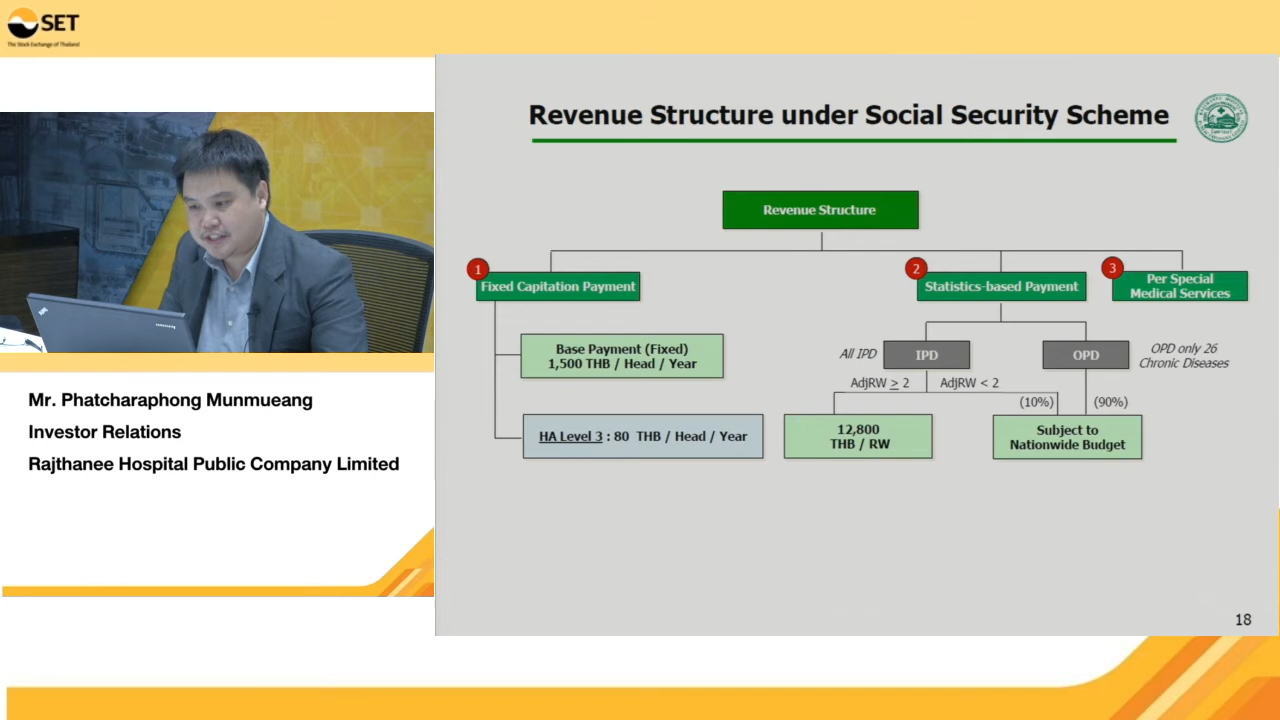 SET
The Stock Exchange of Thailand
Revenue Structure under Social Security Scheme
Revenue Structure
1
Fixed Capitation Payment
2
Statistics-based Payment
3
Per Special
Medical Services
Base Payment (Fixed)
1,500 THB / Head / Year
HA Level 3 : 80 THB / Head / Year
All IPD
IPD
OPD
OPD only 26
Chronic Diseases
AdjRW ≥ 2
AdjRW < 2
(10%)
(90%)
12,800
THB / RW
Subject to
Nationwide Budget
18
Mr. Phatcharaphong Munmueang
Investor Relations
Rajthanee Hospital Public Company Limited